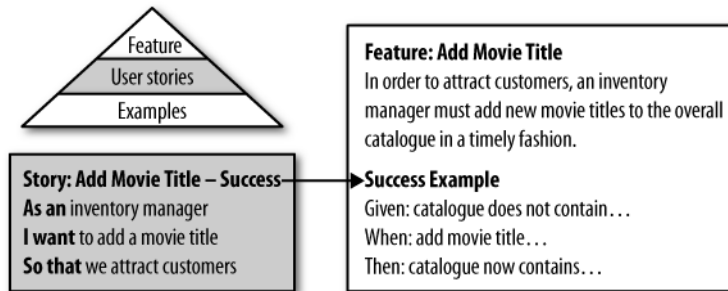 Feature
User stories
Examples
Story: Add Movie Title – Success
As an inventory manager
I want to add a movie title
So that we attract customers
Feature: Add Movie Title
In order to attract customers, an inventory
manager must add new movie titles to the overall
catalogue in a timely fashion.
Success Example
Given: catalogue does not contain…
When: add movie title…
Then: catalogue now contains…